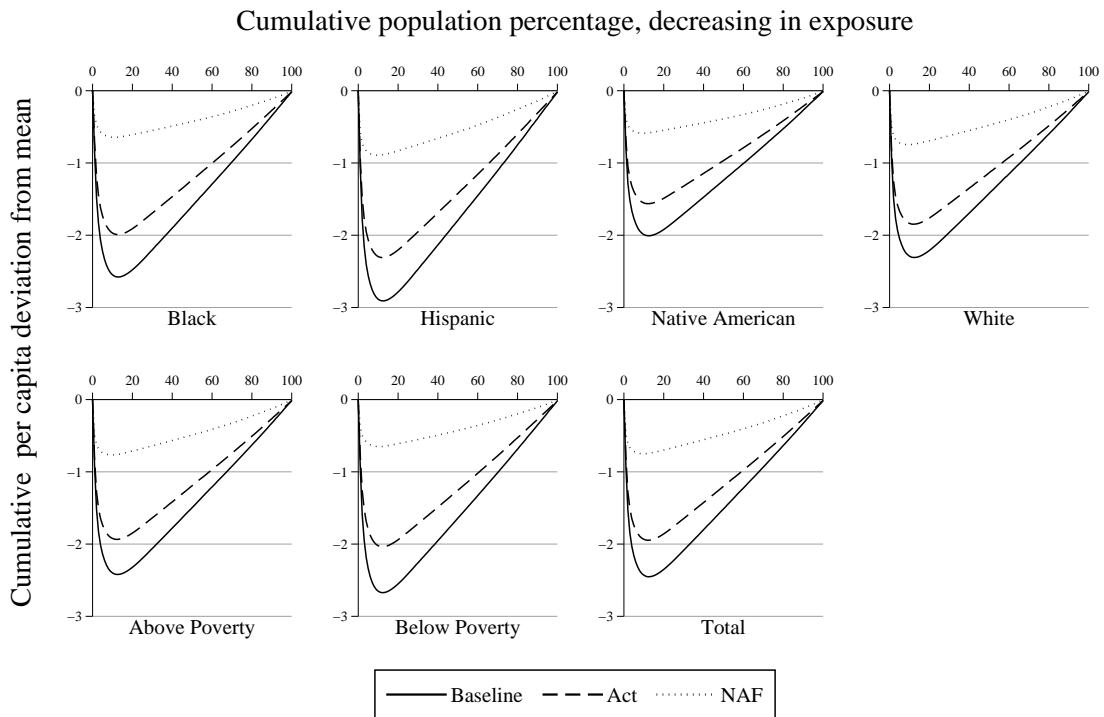 Cumulative population percentage, decreasing in exposure
Cumulative per capita deviation from mean
0 20 40 60 80 100
0
−1
−2
−3
Black
0 20 40 60 80 100
0
−1
−2
−3
Hispanic
0 20 40 60 80 100
0
−1
−2
−3
Native American
0 20 40 60 80 100
0
−1
−2
−3
White
0 20 40 60 80 100
0
−1
−2
−3
Above Poverty
0 20 40 60 80 100
0
−1
−2
−3
Below Poverty
0 20 40 60 80 100
0
−1
−2
−3
Total
Baseline Act NAF